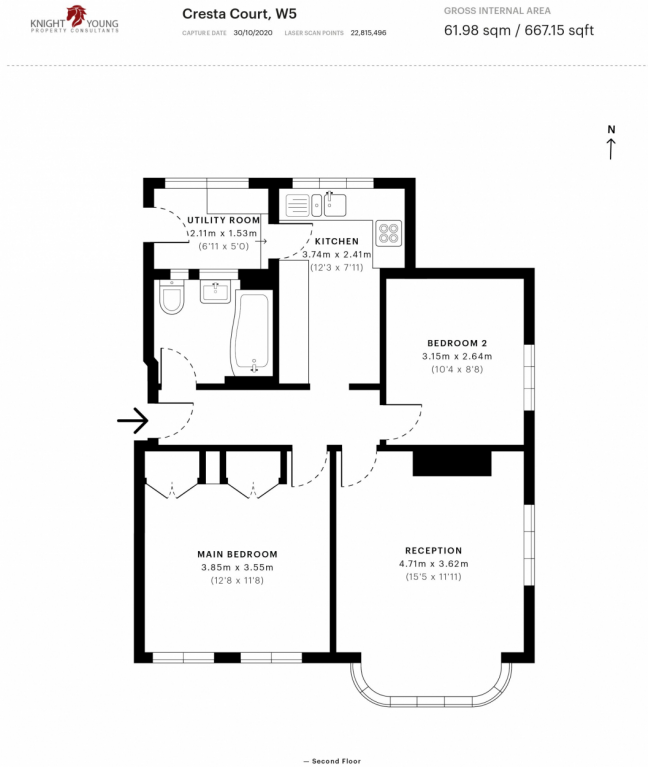 KNIGHT YOUNG
PROPERTY CONSULTANTS
Cresta Court, W5
CAPTURE DATE 30/10/2020 LASER SCAN POINTS 22,815,496
GROSS INTERNAL AREA
61.98 sqm / 667.15 sqft
N
UTILITY ROOM
2.11m x 1.53m
(6'11 x 5'0)
KITCHEN
3.74m x 2.41m
(12'3 x 7'11)
BEDROOM 2
3.15m x 2.64m
(10'4 x 8'8)
MAIN BEDROOM
3.85m x 3.55m
(12'8 x 11'8)
RECEPTION
4.71m x 3.62m
(15'5 x 11'11)
— Second Floor